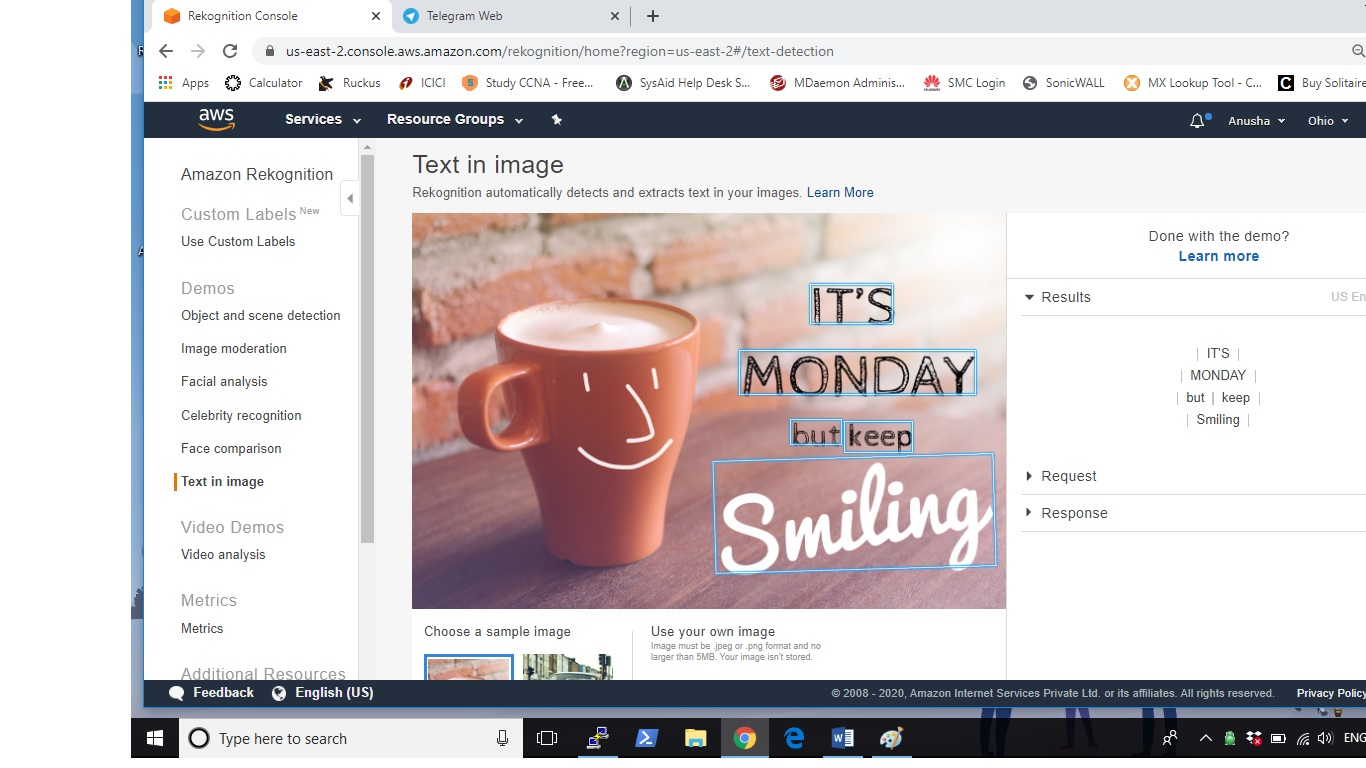 Rekognition Console
Telegram Web
us-east-2.console.aws.amazon.com/rekognition/home?region=us-east-2#/text-detection
Apps
Calculator
Ruckus
ICICI
Study CCNA - Free...
SysAid Help Desk S...
MDaemon Adminis...
SMC Login
SonicWALL
MX Lookup Tool - C...
Buy Solitaire
aws
Services
Resource Groups
Anusha
Ohio
Amazon Rekognition
Custom Labels New
Use Custom Labels
Demos
Object and scene detection
Image moderation
Facial analysis
Celebrity recognition
Face comparison
Text in image
Video Demos
Video analysis
Metrics
Metrics
Additional Resources
Text in image
Rekognition automatically detects and extracts text in your images. Learn More
IT'S
MONDAY
but keep
Smiling
Choose a sample image
Use your own image
Image must be .jpeg or .png format and no
larger than 5MB. Your image isn't stored.
Done with the demo?
Learn more
Results
US En
| IT'S |
| MONDAY |
| but | keep |
| Smiling |
Request
Response
Feedback
English (US)
© 2008 - 2020, Amazon Internet Services Private Ltd. or its affiliates. All rights reserved.
Privacy Policy
Type here to search
ENG